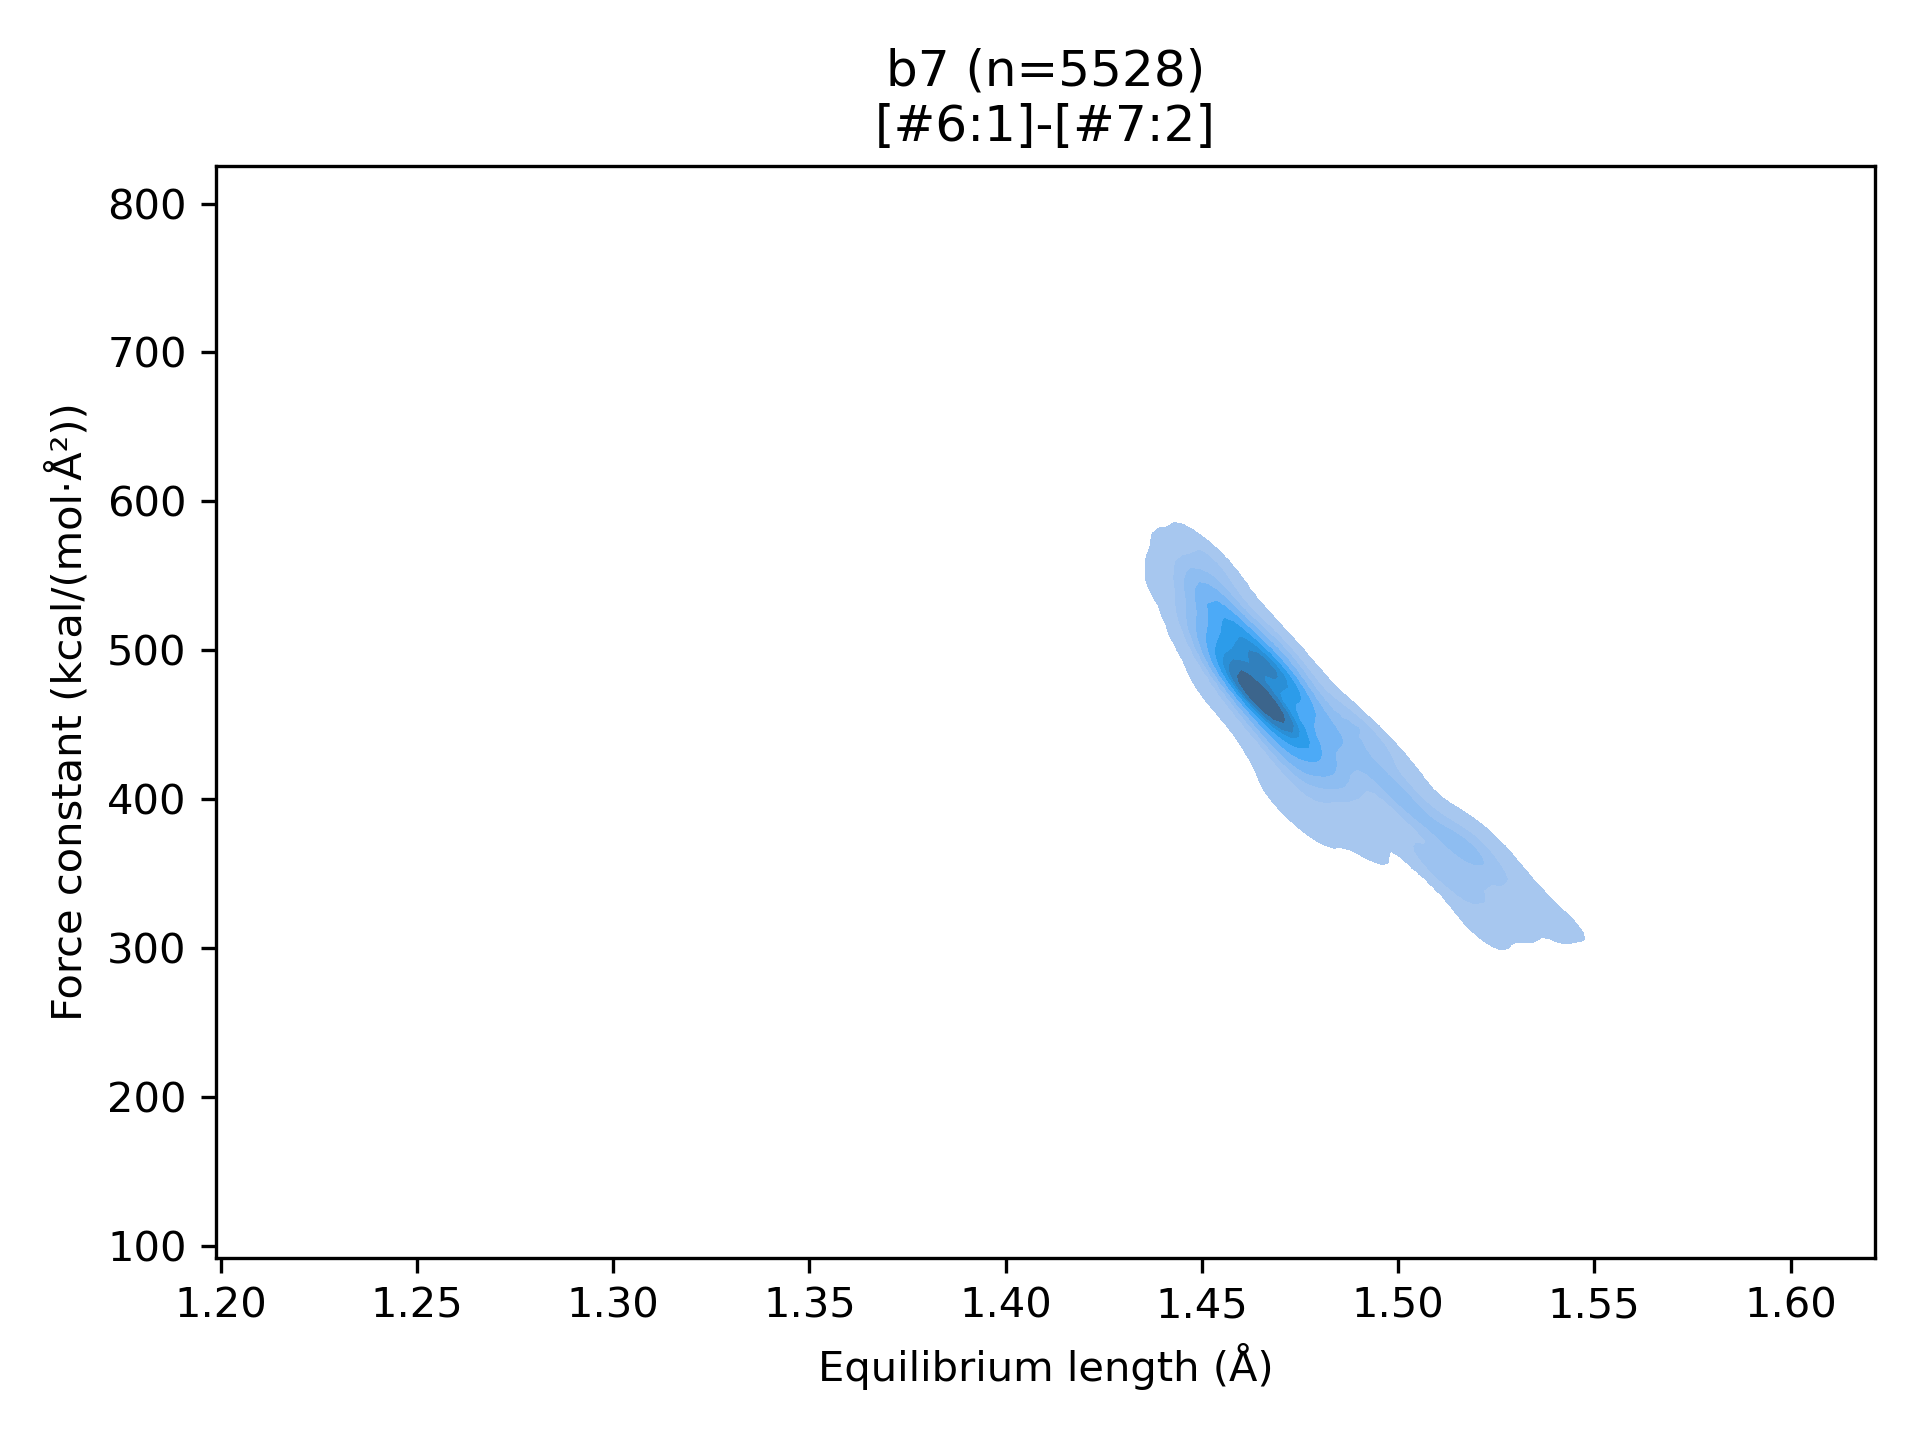 b7 (n=5528)
[#6:1]-[#7:2]
Force constant (kcal/(mol·Å²))
800
700
600
500
400
300
200
100
1.20 1.25 1.30 1.35 1.40 1.45 1.50 1.55 1.60
Equilibrium length (Å)